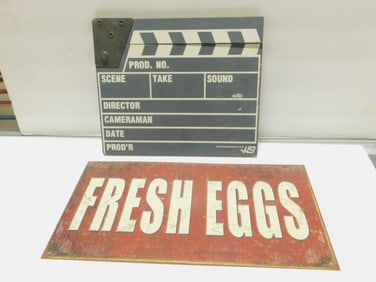 PROD. NO.
SCENE TAKE SOUND
DIRECTOR
CAMERAMAN
DATE
PROD'R
FRESH EGGS